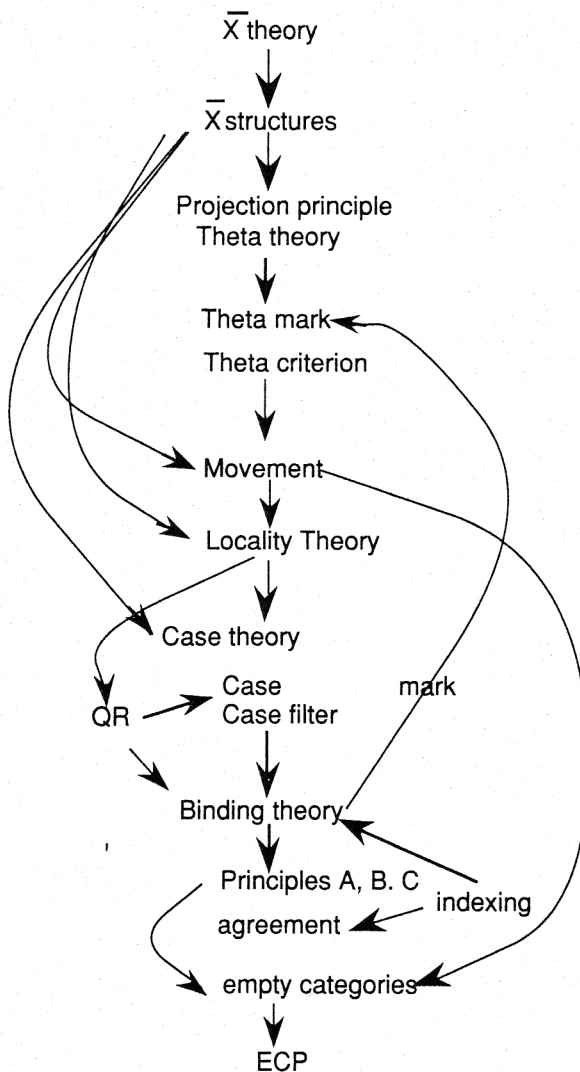 X̅ theory
X̅ structures
Projection principle
Theta theory
Theta mark
Theta criterion
Movement
Locality Theory
Case theory
Case
mark
QR
Case filter
Binding theory
Principles A, B. C
indexing
agreement
empty categories
ECP